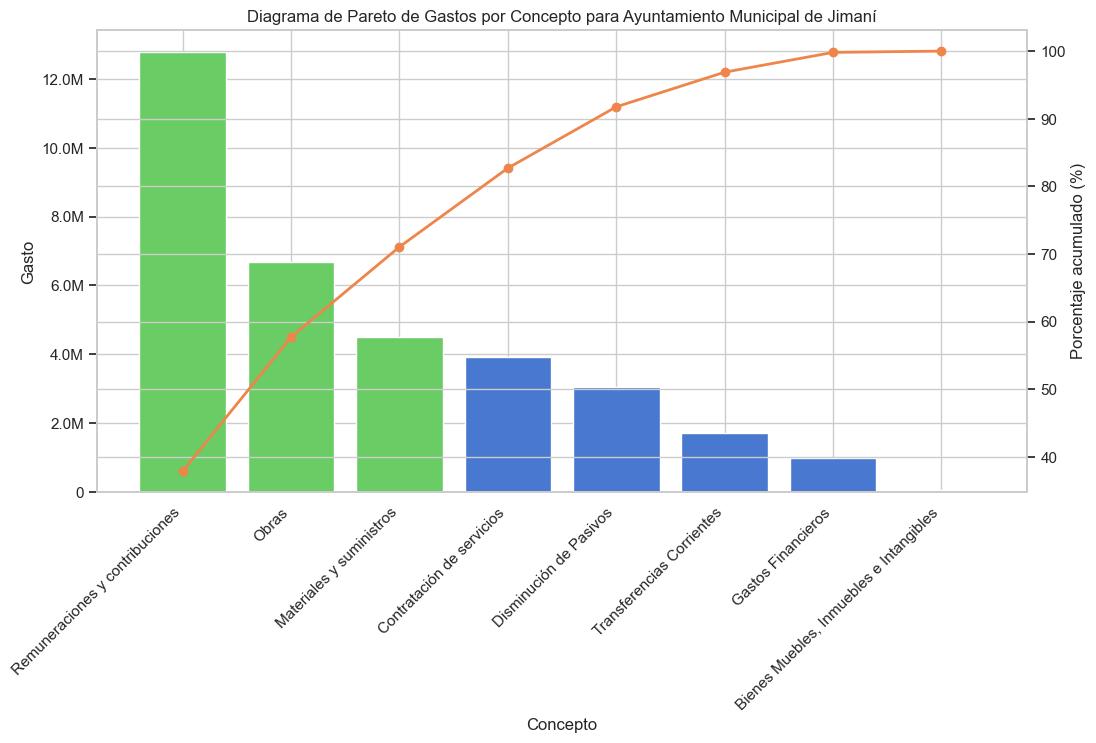 Diagrama de Pareto de Gastos por Concepto para Ayuntamiento Municipal de Jimaní
Gasto
12.0M
10.0M
8.0M
6.0M
4.0M
2.0M
0
Porcentaje acumulado (%)
100
90
80
70
60
50
40
Remuneraciones y contribuciones
Obras
Materiales y suministros
Contratación de servicios
Disminución de Pasivos
Transferencias Corrientes
Gastos Financieros
Bienes Muebles, Inmuebles e Intangibles
Concepto